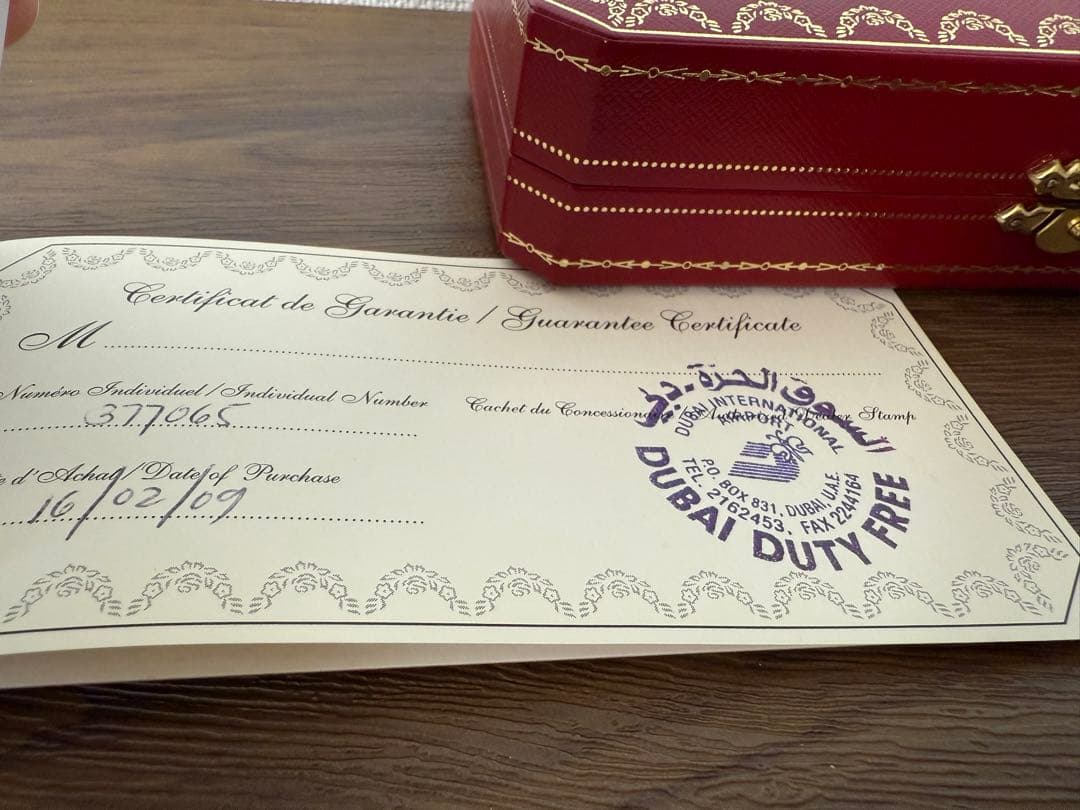 Certificat de Garantie / Guarantee Certificate
M
Numéro Individuel / Individual Number
377065
Cachet du Concessionaire / Authorized Dealer Stamp
e d'Achat / Date of Purchase
16/02/09
السوق الحرة - دبي
DUBAI INTERNATIONAL
AIRPORT
P.O. BOX 831, DUBAI U.A.E.
TEL. 2162453, FAX 2244164
DUBAI DUTY FREE